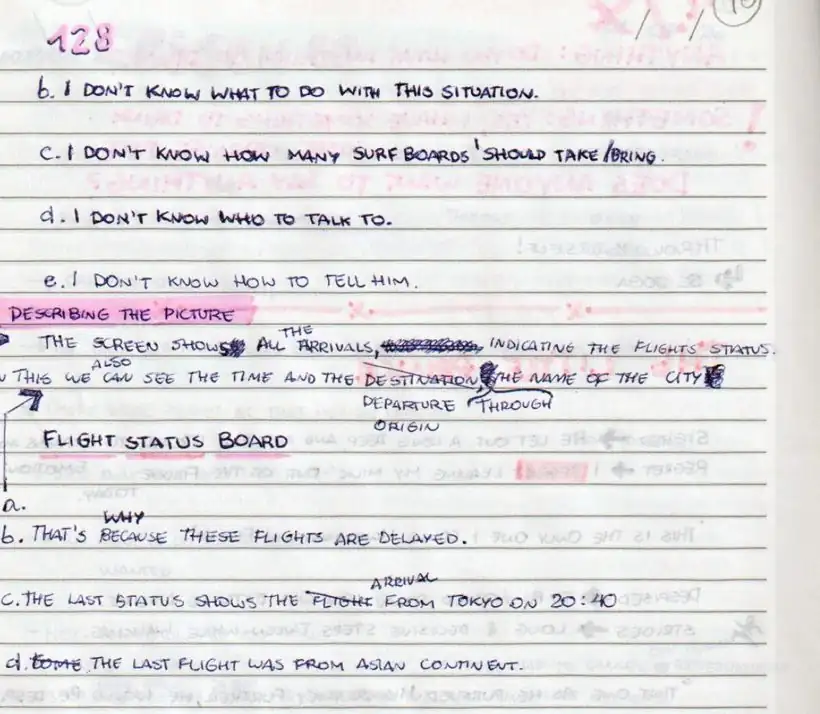 128
b. I DON'T KNOW WHAT TO DO WITH THIS SITUATION.
c. I DON'T KNOW HOW MANY SURFBOARDS I SHOULD TAKE/BRING.
d. I DON'T KNOW WHO TO TALK TO.
e. I DON'T KNOW HOW TO TELL HIM.
DESCRIBING THE PICTURE
THE
THE SCREEN SHOWS ALL ARRIVALS, INDICATING THE FLIGHTS STATUS.
ALSO
THIS WE CAN SEE THE TIME AND THE DESTINATION THE NAME OF THE CITY
DEPARTURE THROUGH
ORIGIN
FLIGHT STATUS BOARD
a.
WHY
b. THAT'S BECAUSE THESE FLIGHTS ARE DELAYED.
ARRIVAL
c. THE LAST STATUS SHOWS THE FLIGHT FROM TOKYO ON 20:40
d. THE LAST FLIGHT WAS FROM ASIAN CONTINENT.